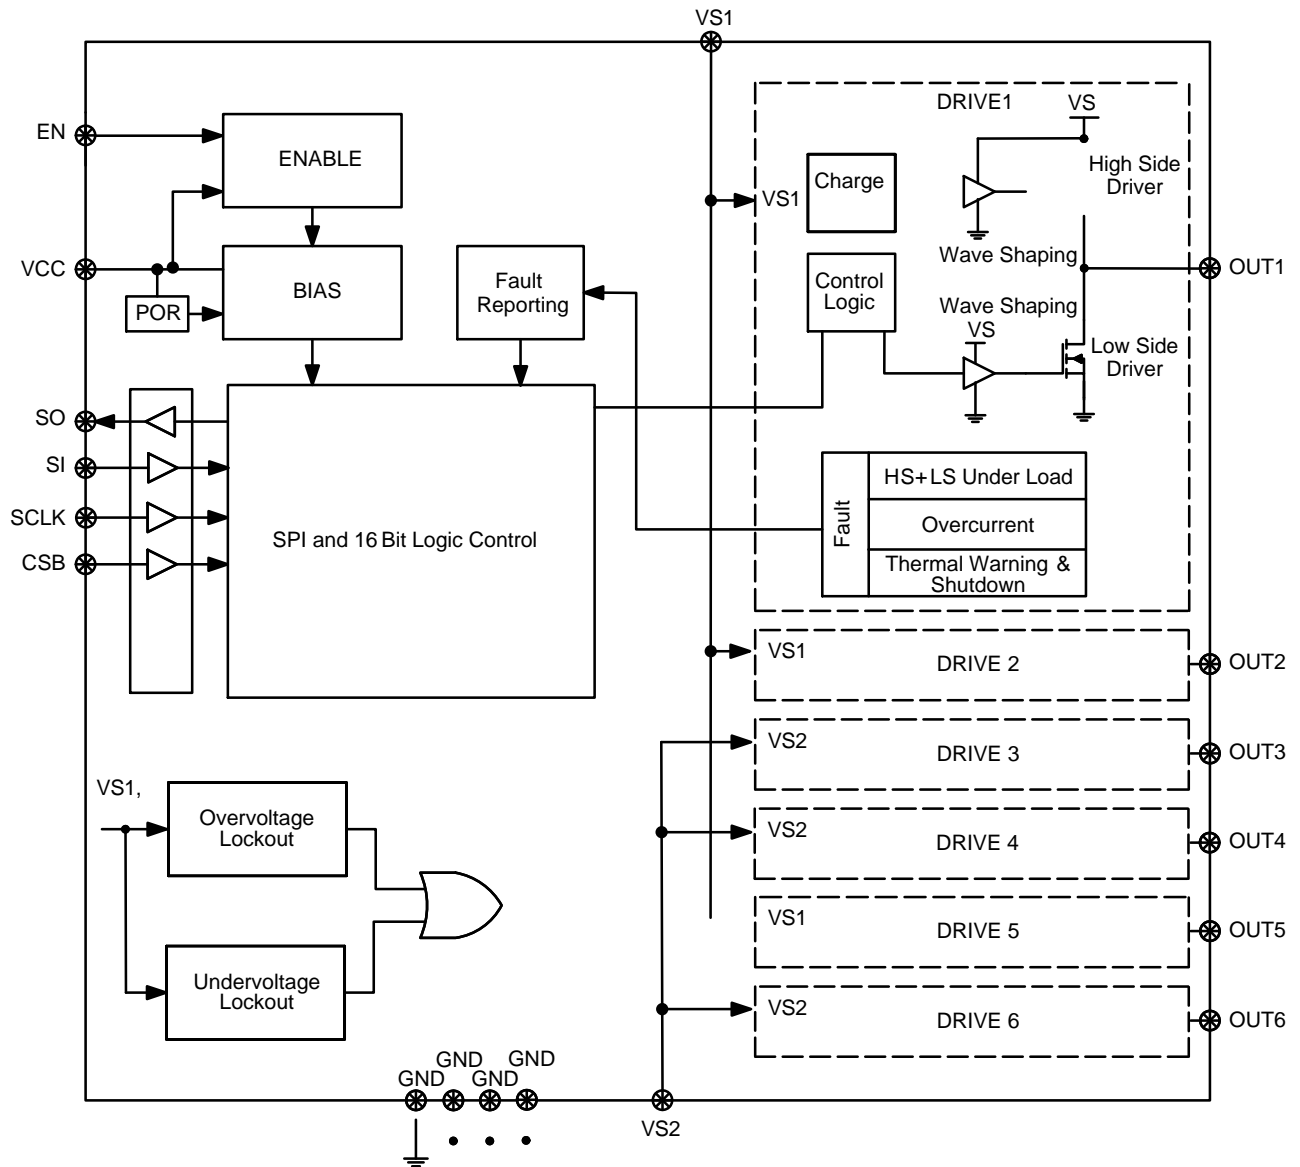 VS1
EN
ENABLE
VCC
BIAS
POR
Fault
Reporting
SO
SI
SCLK
CSB
SPI and 16 Bit Logic Control
DRIVE1
VS
High Side
Driver
VS1
Charge
Wave Shaping
OUT1
Control
Logic
Wave Shaping
VS
Low Side
Driver
Fault
HS+LS Under Load
Overcurrent
Thermal Warning &
Shutdown
VS1
DRIVE 2
OUT2
VS2
DRIVE 3
OUT3
VS2
DRIVE 4
OUT4
VS1
DRIVE 5
OUT5
VS2
DRIVE 6
OUT6
VS1,
Overvoltage
Lockout
Undervoltage
Lockout
GND
GND
GND
GND
VS2